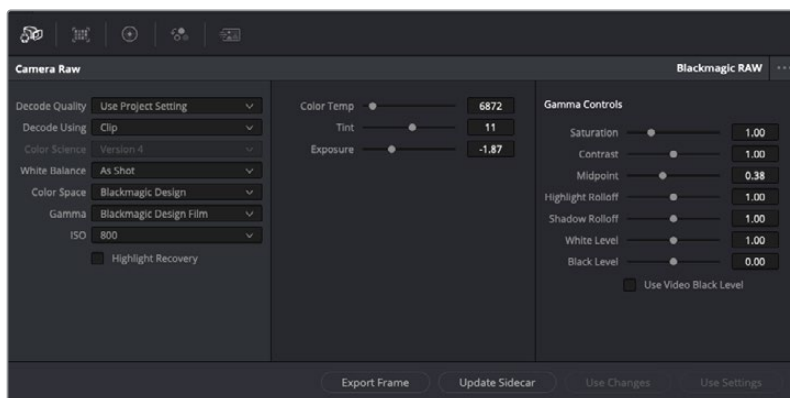 Camera Raw
Blackmagic RAW
Decode Quality Use Project Setting
Decode Using Clip
Color Science Version 4
White Balance As Shot
Color Space Blackmagic Design
Gamma Blackmagic Design Film
ISO 800
Highlight Recovery
Color Temp 6872
Tint 11
Exposure -1.87
Gamma Controls
Saturation 1.00
Contrast 1.00
Midpoint 0.38
Highlight Rolloff 1.00
Shadow Rolloff 1.00
White Level 1.00
Black Level 0.00
Use Video Black Level
Export Frame Update Sidecar Use Changes Use Settings